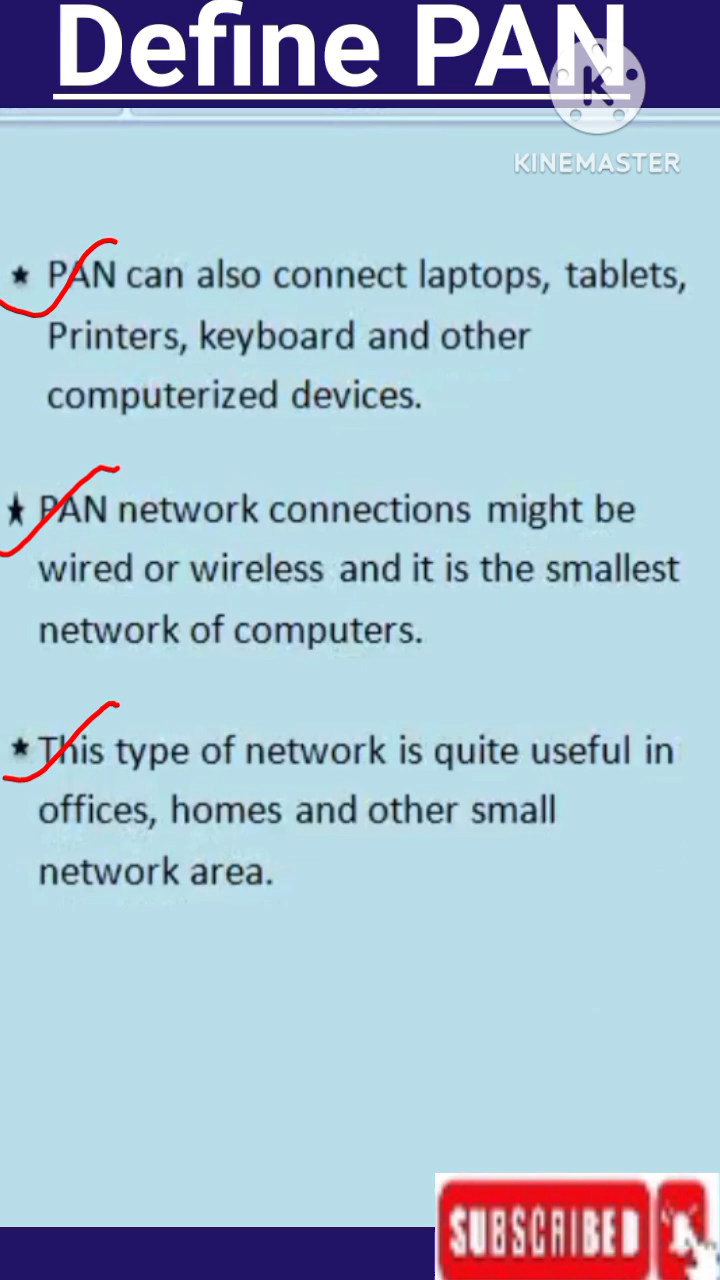 Define PAN
K
KINEMASTER
★ PAN can also connect laptops, tablets,
Printers, keyboard and other
computerized devices.
★ PAN network connections might be
wired or wireless and it is the smallest
network of computers.
★ This type of network is quite useful in
offices, homes and other small
network area.
SUBSCRIBED